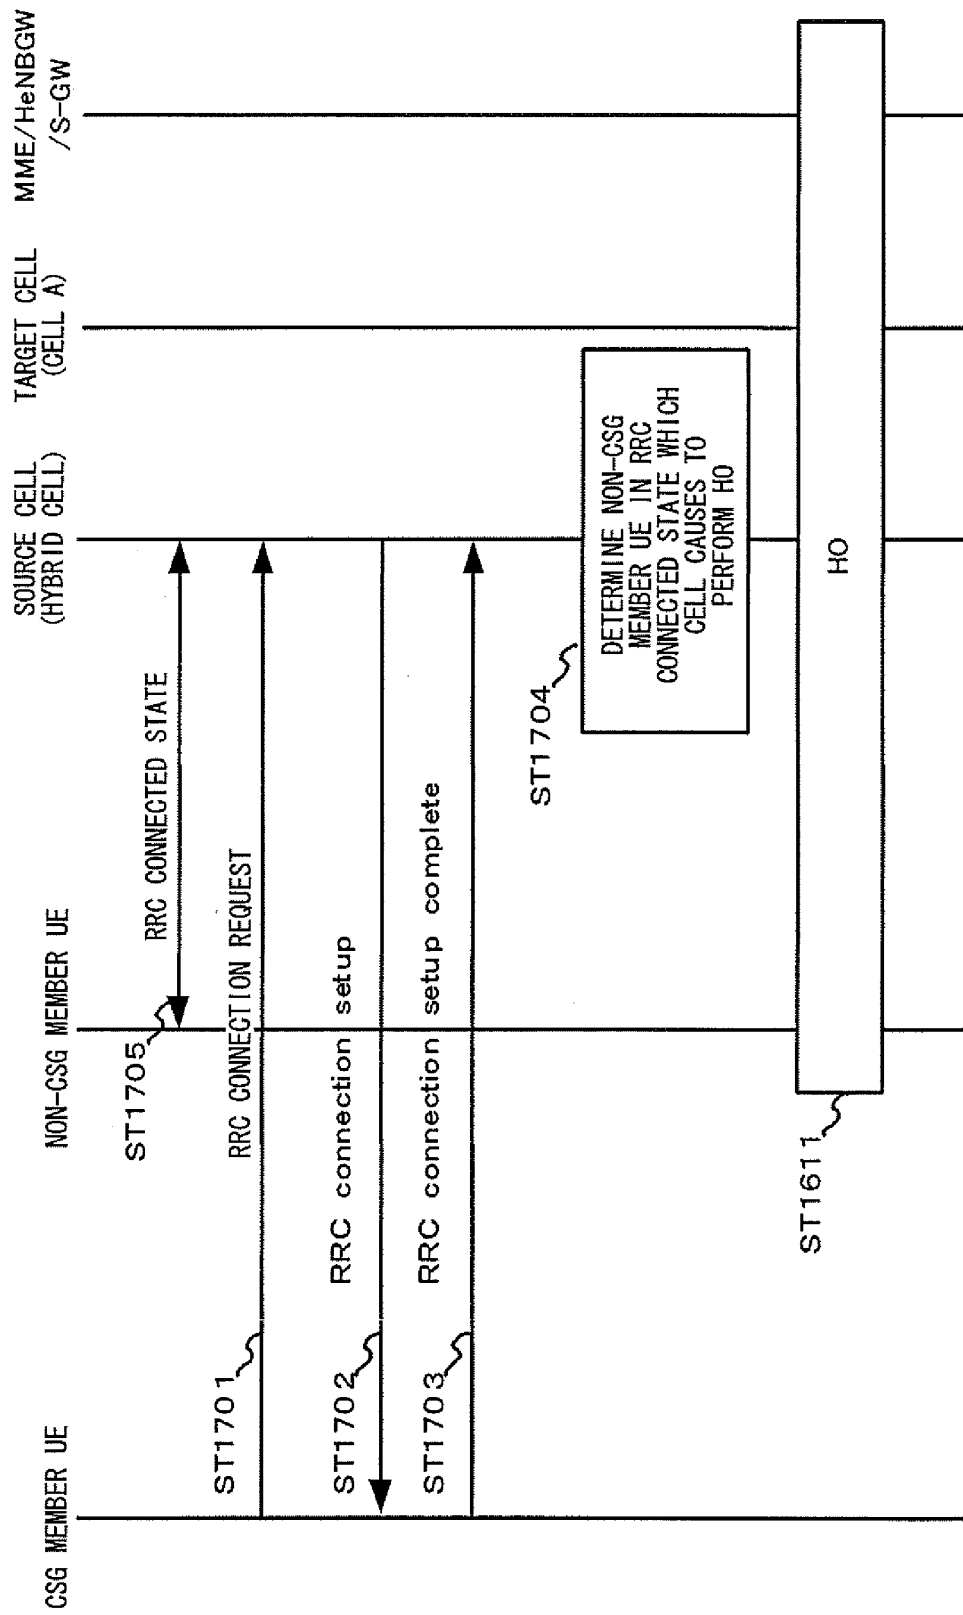 CSG MEMBER UE
NON-CSG MEMBER UE
SOURCE CELL
(HYBRID CELL)
TARGET CELL
(CELL A)
MME/HeNBGW
/S-GW
ST1705
RRC CONNECTED STATE
ST1701
RRC CONNECTION REQUEST
ST1702
RRC connection setup
ST1703
RRC connection setup complete
ST1704
DETERMINE NON-CSG
MEMBER UE IN RRC
CONNECTED STATE WHICH
CELL CAUSES TO
PERFORM HO
ST1611
HO